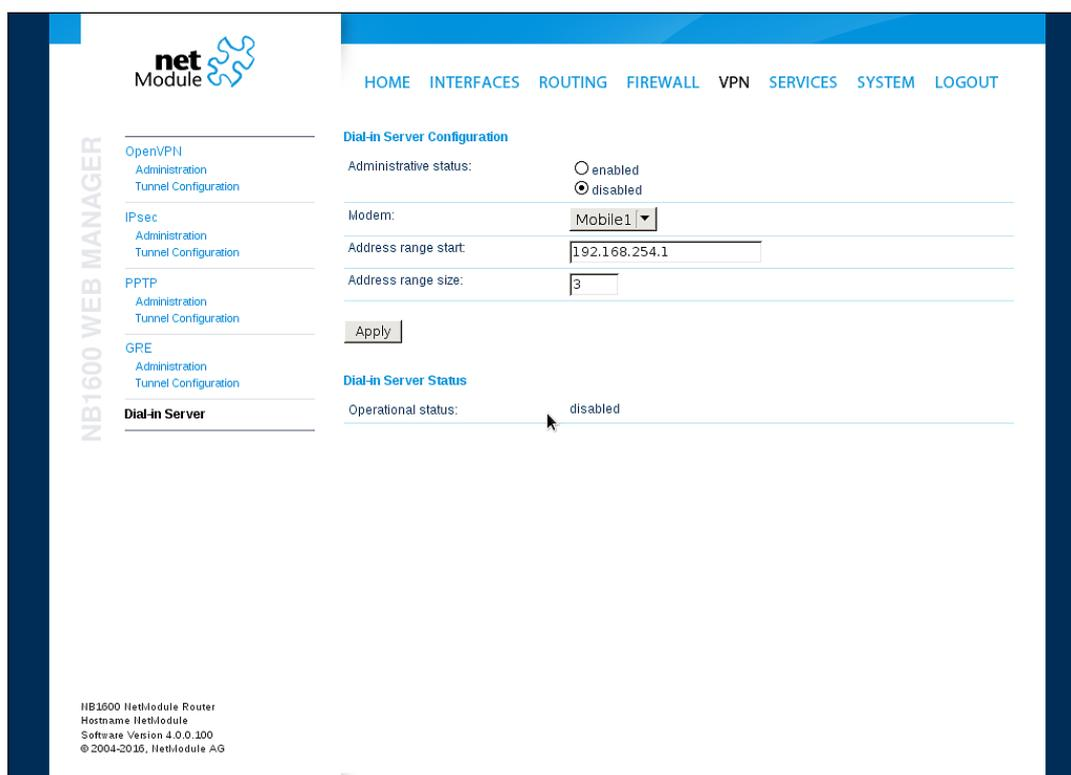 net
Module
HOME INTERFACES ROUTING FIREWALL VPN SERVICES SYSTEM LOGOUT
NB1600 WEB MANAGER
OpenVPN
Administration
Tunnel Configuration
IPsec
Administration
Tunnel Configuration
PPTP
Administration
Tunnel Configuration
GRE
Administration
Tunnel Configuration
Dial-in Server
Dial-in Server Configuration
Administrative status:
enabled
disabled
Modem: Mobile1
Address range start: 192.168.254.1
Address range size: 3
Apply
Dial-in Server Status
Operational status: disabled
NB1600 NetModule Router
Hostname NetModule
Software Version 4.0.0.100
© 2004-2016, NetModule AG